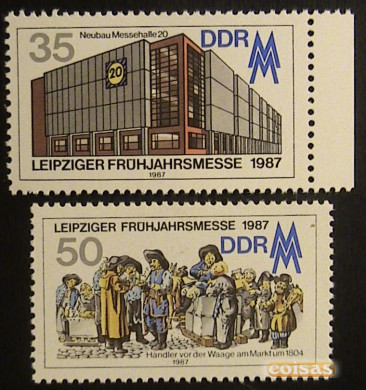 35
Neubau Messehalle 20
DDR
20
LEIPZIGER FRÜHJAHRSMESSE 1987
1987
LEIPZIGER FRÜHJAHRSMESSE 1987
50
DDR
Händler vor der Waage am Markt um 1804
1987
coisas